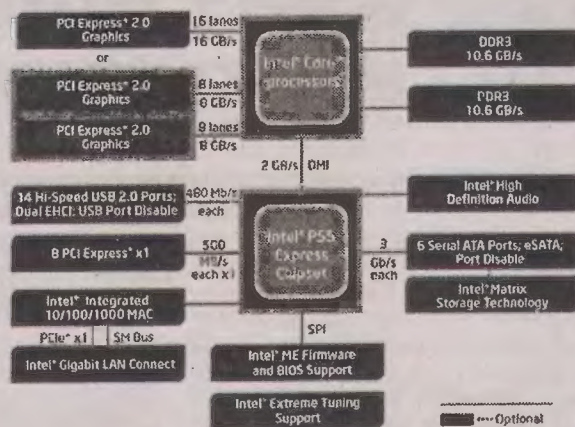 PCI Express* 2.0
Graphics
16 lanes
16 GB/s
or
PCI Express* 2.0
Graphics
8 lanes
8 GB/s
PCI Express* 2.0
Graphics
8 lanes
8 GB/s
Intel® Core™
processors
DDR3
10.6 GB/s
DDR3
10.6 GB/s
2 GB/s DMI
14 Hi-Speed USB 2.0 Ports;
Dual EHCI; USB Port Disable
480 Mb/s
each
8 PCI Express* x1
500
MB/s
each x1
Intel® Integrated
10/100/1000 MAC
PCIe* x1
SM Bus
Intel® Gigabit LAN Connect
Intel® P55
Express
Chipset
Intel® High
Definition Audio
3
Gb/s
each
6 Serial ATA Ports; eSATA;
Port Disable
Intel® Matrix
Storage Technology
SPI
Intel® ME Firmware
and BIOS Support
Intel® Extreme Tuning
Support
Optional